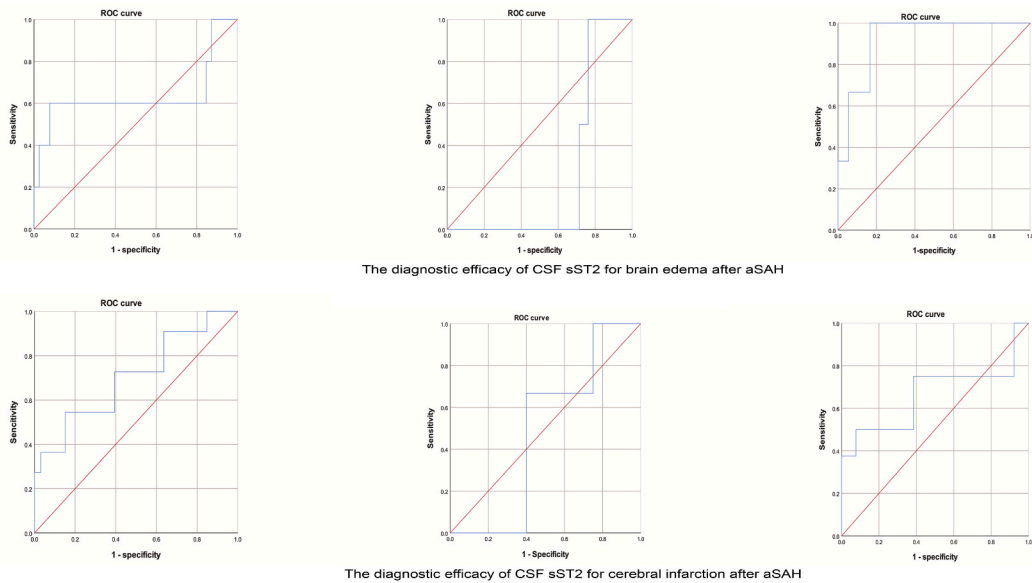 ROC curve
Sensitivity
1.0
0.8
0.6
0.4
0.2
0.0
0.0 0.2 0.4 0.6 0.8 1.0
1 - specificity
ROC curve
Sensitivity
1.0
0.8
0.6
0.4
0.2
0.0
0.0 0.2 0.4 0.6 0.8 1.0
1 - specificity
ROC curve
Sencitivity
1.0
0.8
0.6
0.4
0.2
0.0
0.0 0.2 0.4 0.6 0.8 1.0
1-specificity
The diagnostic efficacy of CSF sST2 for brain edema after aSAH
ROC curve
Sencitivity
1.0
0.8
0.6
0.4
0.2
0.0
0.0 0.2 0.4 0.6 0.8 1.0
1 - specificity
ROC curve
Sensitivity
1.0
0.8
0.6
0.4
0.2
0.0
0.0 0.2 0.4 0.6 0.8 1.0
1 - Specificity
ROC curve
Sensitivity
1.0
0.8
0.6
0.4
0.2
0.0
0.0 0.2 0.4 0.6 0.8 1.0
1 - specificity
The diagnostic efficacy of CSF sST2 for cerebral infarction after aSAH